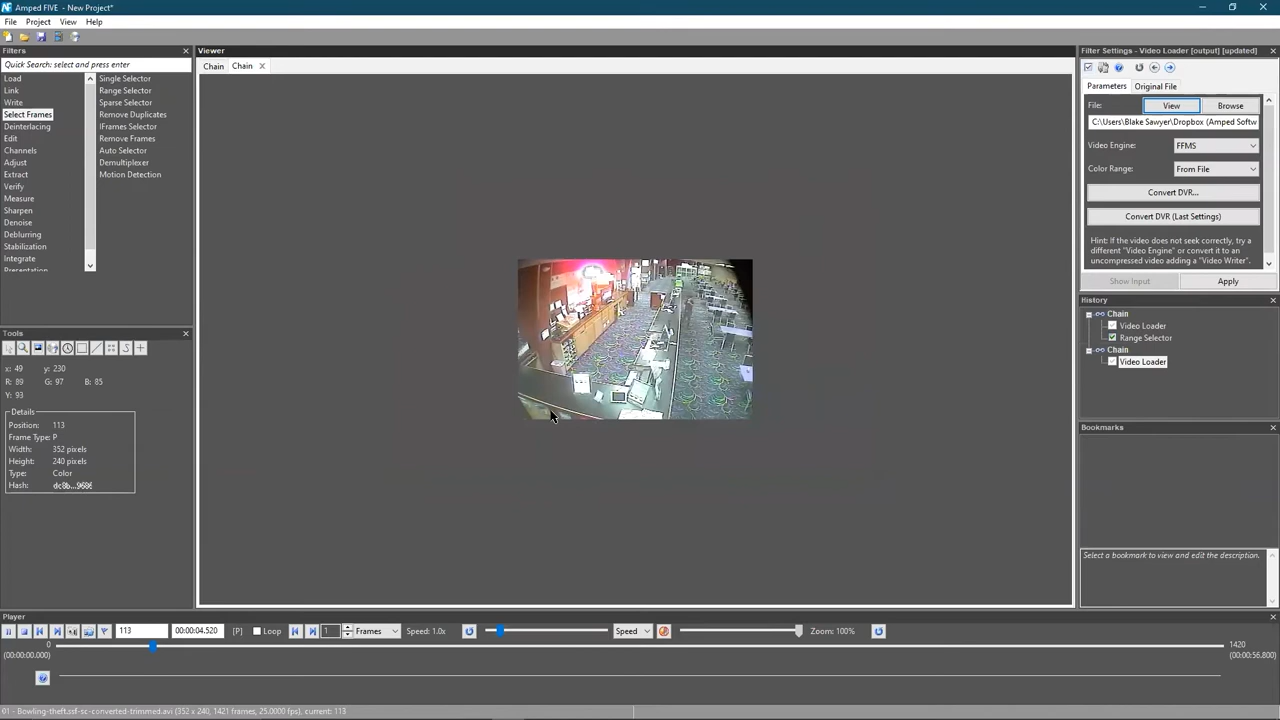 Amped FIVE - New Project*
File Project View Help
Filters
Quick Search: select and press enter
Load
Link
Write
Select Frames
Deinterlacing
Edit
Channels
Adjust
Extract
Verify
Measure
Sharpen
Denoise
Deblurring
Stabilization
Integrate
Presentation
Single Selector
Range Selector
Sparse Selector
Remove Duplicates
IFrames Selector
Remove Frames
Auto Selector
Demultiplexer
Motion Detection
Tools
x: 49 y: 230
R: 89 G: 97 B: 85
Y: 93
Details
Position: 113
Frame Type: P
Width: 352 pixels
Height: 240 pixels
Type: Color
Hash: dc8b...9686
Viewer
Chain Chain
Filter Settings - Video Loader [output] [updated]
Parameters Original File
File: View Browse
C:\Users\Blake Sawyer\Dropbox (Amped Softw
Video Engine: FFMS
Color Range: From File
Convert DVR...
Convert DVR (Last Settings)
Hint: If the video does not seek correctly, try a
different "Video Engine" or convert it to an
uncompressed video adding a "Video Writer".
Show Input Apply
History
Chain
Video Loader
Range Selector
Chain
Video Loader
Bookmarks
Select a bookmark to view and edit the description.
Player
113 00:00:04.520 [P] Loop 1 Frames Speed: 1.0x Speed Zoom: 100%
0 1420
(00:00:00.000) (00:00:56.800)
01 - Bowling-theft.ssf-sc-converted-trimmed.avi (352 x 240, 1421 frames, 25.0000 fps). current: 113